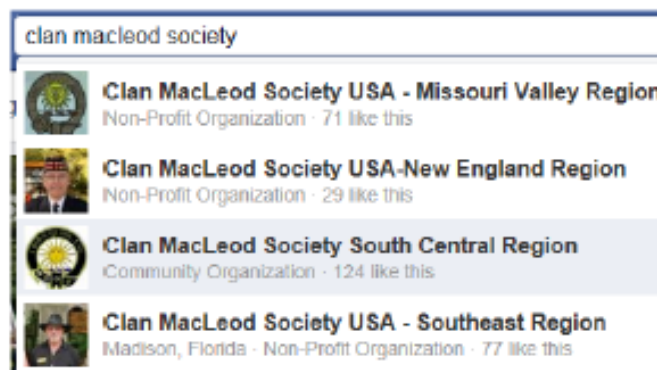 clan macleod society
Clan MacLeod Society USA - Missouri Valley Region
Non-Profit Organization · 71 like this
Clan MacLeod Society USA-New England Region
Non-Profit Organization · 29 like this
Clan MacLeod Society South Central Region
Community Organization · 124 like this
Clan MacLeod Society USA - Southeast Region
Madison, Florida · Non-Profit Organization · 77 like this